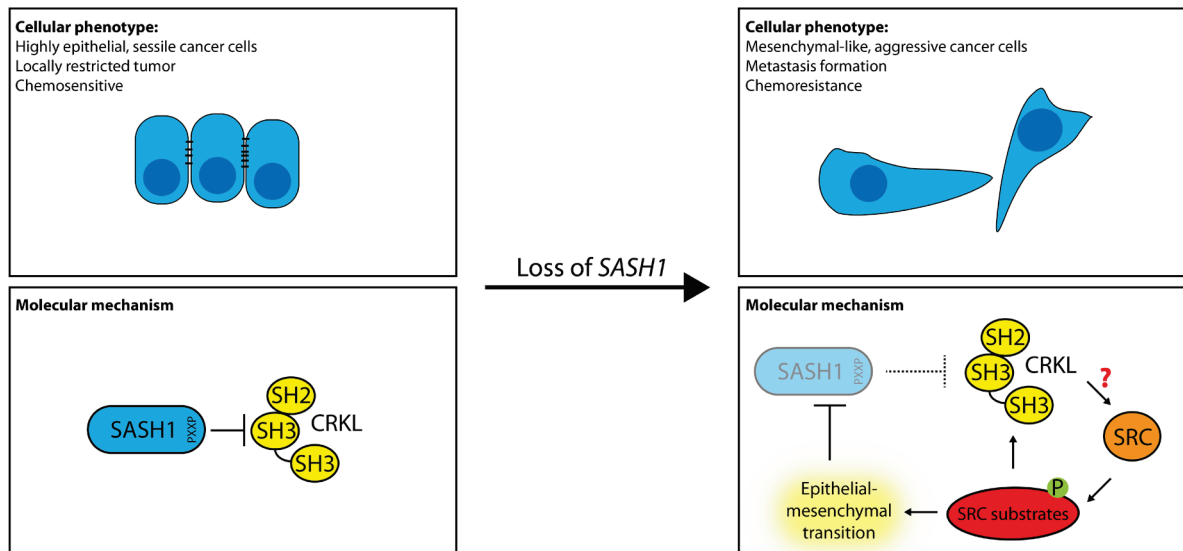 Cellular phenotype:
Highly epithelial, sessile cancer cells
Locally restricted tumor
Chemosensitive
Molecular mechanism
SASH1
PXXP
SH2
SH3
CRKL
SH3
Loss of SASH1
Cellular phenotype:
Mesenchymal-like, aggressive cancer cells
Metastasis formation
Chemoresistance
Molecular mechanism
SASH1
PXXP
SH2
SH3
CRKL
SH3
?
SRC
P
SRC substrates
Epithelial-
mesenchymal
transition